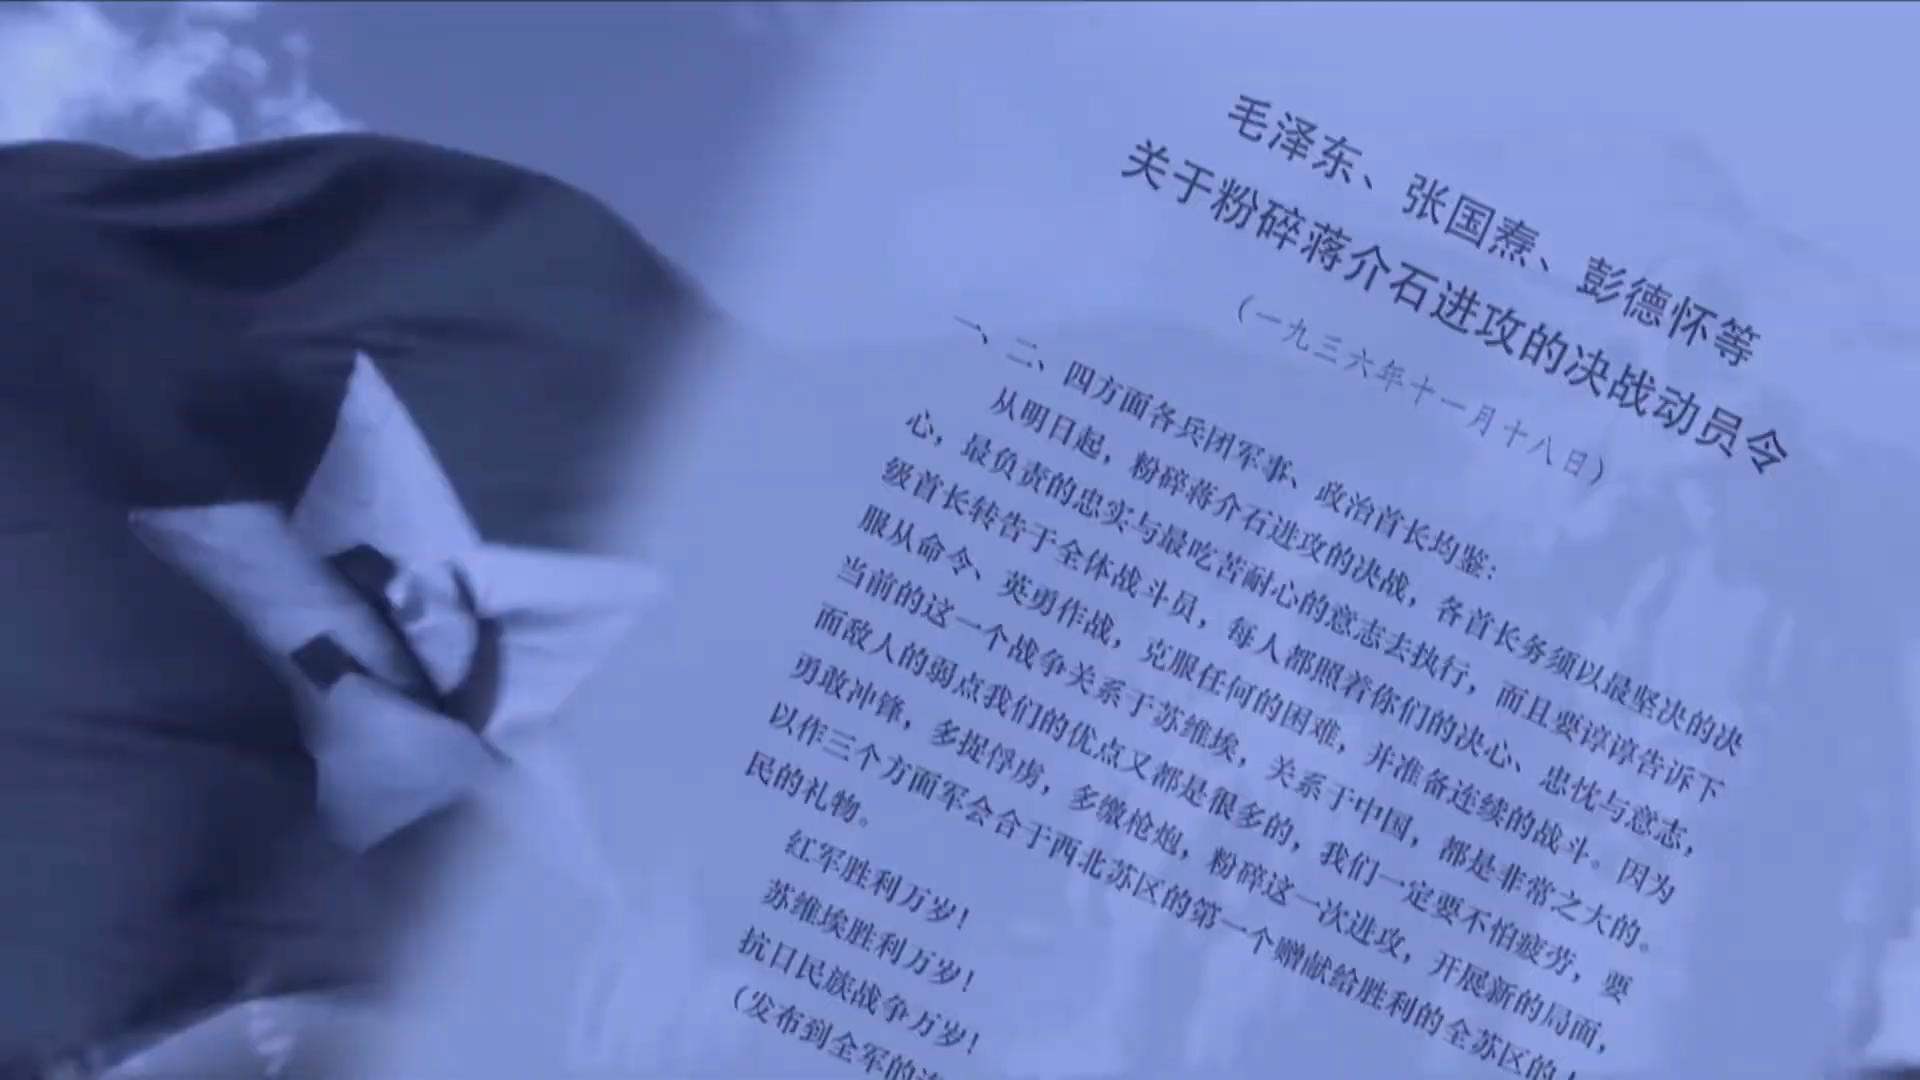 毛泽东、张国焘、彭德怀等
关于粉碎蒋介石进攻的决战动员令
（一九三六年十一月十八日）
一、二、四方面各兵团军事、政治首长均鉴：
从明日起，粉碎蒋介石进攻的决战，各首长务须以最坚决的决
心，最负责的忠实与最吃苦耐心的意志去执行，而且要谆谆告诉下
级首长转告于全体战斗员，每人都照着你们的决心、忠忱与意志，
服从命令、英勇作战，克服任何的困难，并准备连续的战斗。因为
当前的这一个战争关系于苏维埃，关系于中国，都是非常之大的。
而敌人的弱点我们的优点又都是很多的，我们一定要不怕疲劳，要
勇敢冲锋，多捉俘虏，多缴枪炮，粉碎这一次进攻，开展新的局面，
以作三个方面军会合于西北苏区的第一个赠献给胜利的全苏区的
民的礼物。
红军胜利万岁！
苏维埃胜利万岁！
抗日民族战争万岁！
（发布到全军的